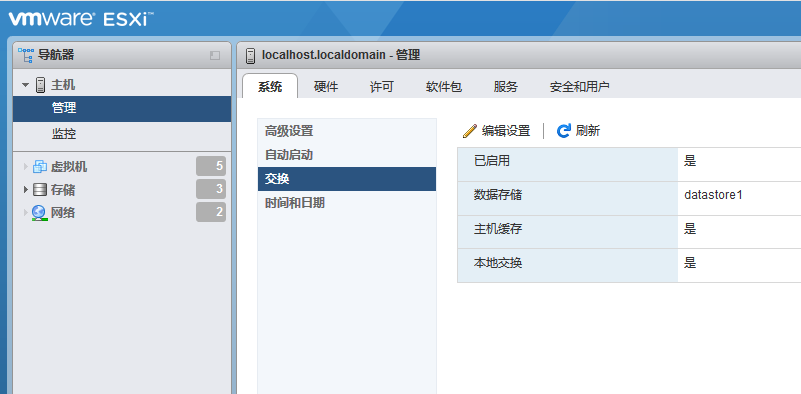 vmware ESXi™
导航器
主机
管理
监控
虚拟机 5
存储 3
网络 2
localhost.localdomain - 管理
系统 硬件 许可 软件包 服务 安全和用户
高级设置
自动启动
交换
时间和日期
编辑设置 刷新
已启用 是
数据存储 datastore1
主机缓存 是
本地交换 是